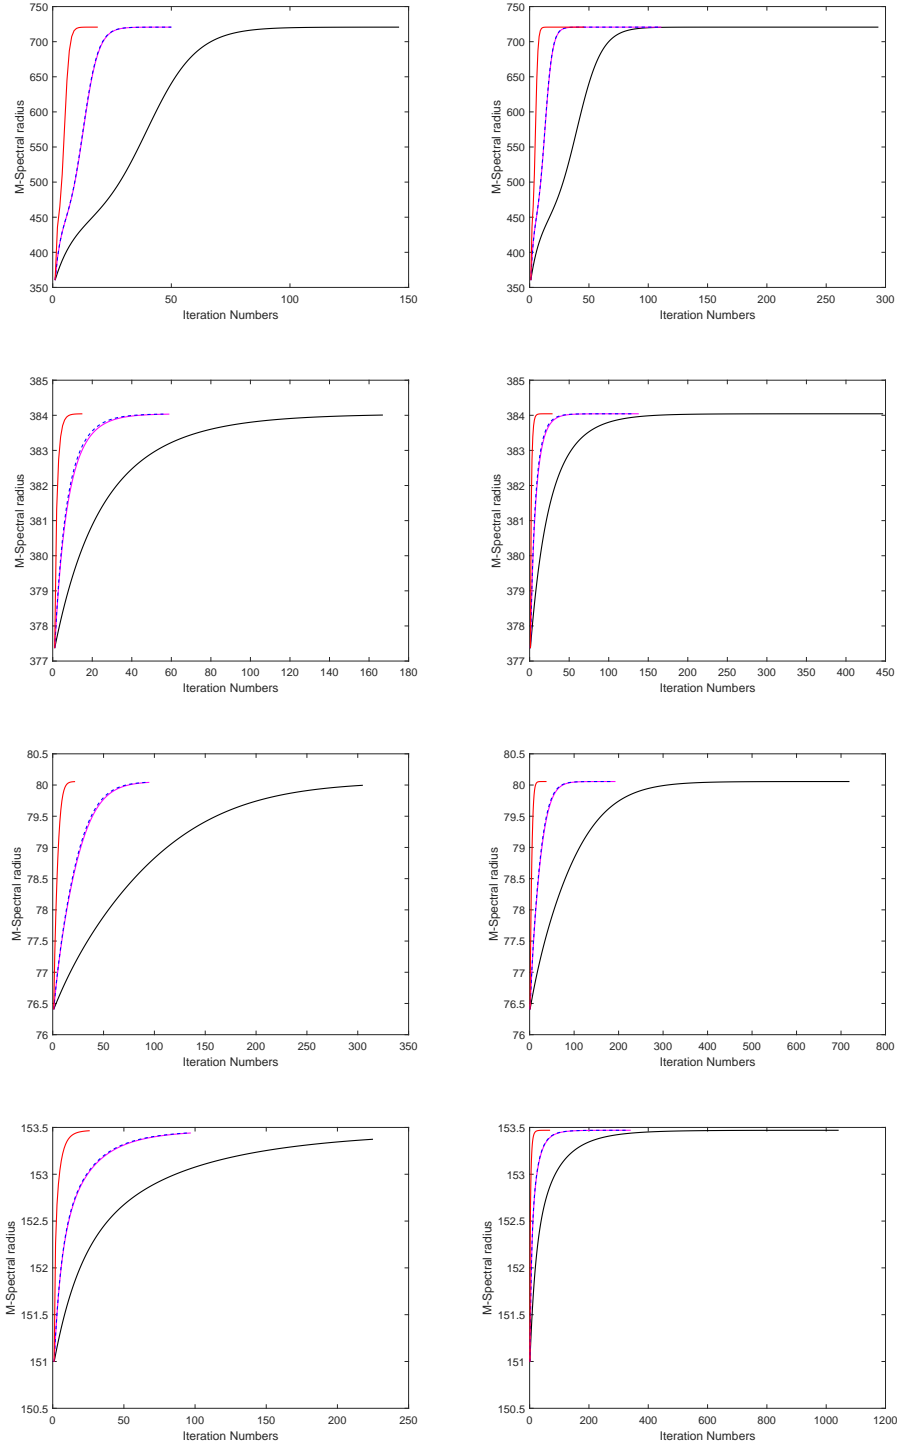 750
700
650
600
550
500
450
400
350
M-Spectral radius
0 50 100 150
Iteration Numbers
750
700
650
600
550
500
450
400
350
M-Spectral radius
0 50 100 150 200 250 300
Iteration Numbers
385
384
383
382
381
380
379
378
377
M-Spectral radius
0 20 40 60 80 100 120 140 160 180
Iteration Numbers
385
384
383
382
381
380
379
378
377
M-Spectral radius
0 50 100 150 200 250 300 350 400 450
Iteration Numbers
80.5
80
79.5
79
78.5
78
77.5
77
76.5
76
M-Spectral radius
0 50 100 150 200 250 300 350
Iteration Numbers
80.5
80
79.5
79
78.5
78
77.5
77
76.5
76
M-Spectral radius
0 100 200 300 400 500 600 700 800
Iteration Numbers
153.5
153
152.5
152
151.5
151
150.5
M-Spectral radius
0 50 100 150 200 250
Iteration Numbers
153.5
153
152.5
152
151.5
151
150.5
M-Spectral radius
0 200 400 600 800 1000 1200
Iteration Numbers